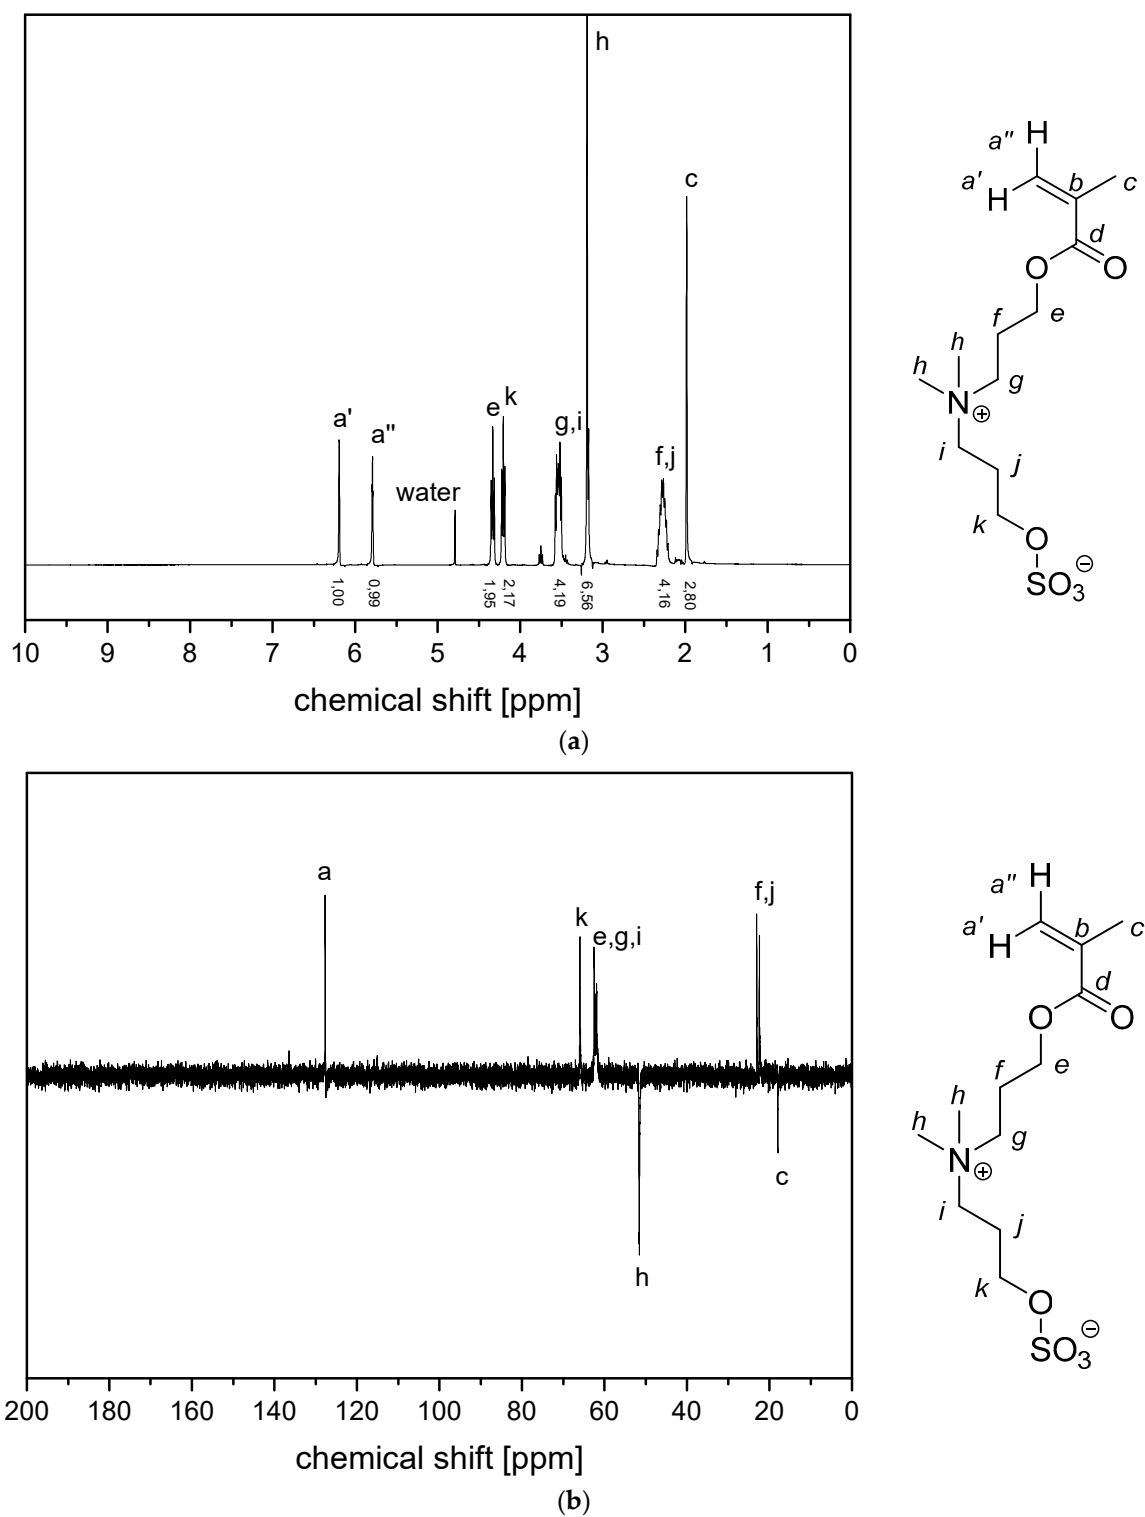 h
c
a'
a''
e
k
g,i
f,j
water
1,00
0,99
1,95
2,17
4,19
6,56
4,16
2,80
10 9 8 7 6 5 4 3 2 1 0
chemical shift [ppm]
a'' H
a' H
b
c
d
O O
e
f
h
h
g
N ⊕
i
j
k
O
SO3 ⊖
(a)
a
k
e,g,i
f,j
c
h
200 180 160 140 120 100 80 60 40 20 0
chemical shift [ppm]
a'' H
a' H
b
c
d
O O
e
f
h
h
g
N ⊕
i
j
k
O
SO3 ⊖
(b)